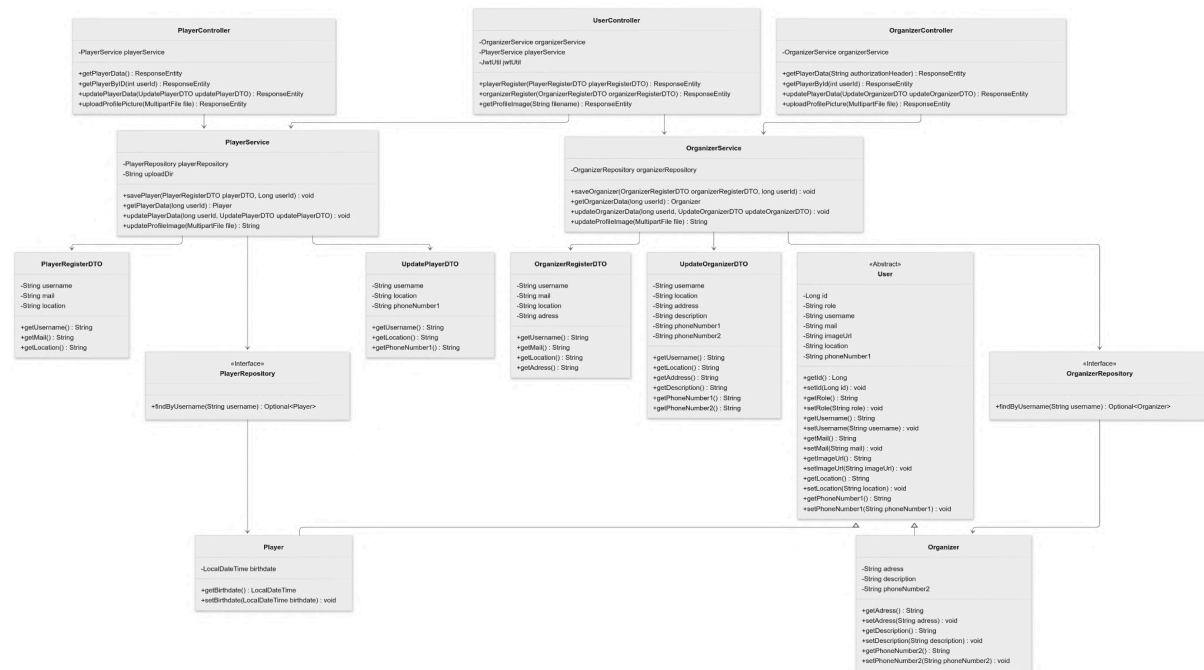 PlayerController
-PlayerService playerService
+getPlayerData() : ResponseEntity
+getPlayerByID(int userId) : ResponseEntity
+updatePlayerData(UpdatePlayerDTO updatePlayerDTO) : ResponseEntity
+uploadProfilePicture(MultipartFile file) : ResponseEntity
UserController
-OrganizerService organizerService
-PlayerService playerService
-JwtUtil jwtUtil
+playerRegister(PlayerRegisterDTO playerRegisterDTO) : ResponseEntity
+organizerRegister(OrganizerRegisterDTO organizerRegisterDTO) : ResponseEntity
+getProfileImage(String filename) : ResponseEntity
OrganizerController
-OrganizerService organizerService
+getPlayerData(String authorizationHeader) : ResponseEntity
+getPlayerById(int userId) : ResponseEntity
+updatePlayerData(UpdateOrganizerDTO updateOrganizerDTO) : ResponseEntity
+uploadProfilePicture(MultipartFile file) : ResponseEntity
PlayerService
-PlayerRepository playerRepository
-String uploadDir
+savePlayer(PlayerRegisterDTO playerDTO, Long userId) : void
+getPlayerData(long userId) : Player
+updatePlayerData(long userId, UpdatePlayerDTO updatePlayerDTO) : void
+updateProfileImage(MultipartFile file) : String
OrganizerService
-OrganizerRepository organizerRepository
+saveOrganizer(OrganizerRegisterDTO organizerRegisterDTO, long userId) : void
+getOrganizerData(long userId) : Organizer
+updateOrganizerData(long userId, UpdateOrganizerDTO updateOrganizerDTO) : void
+updateProfileImage(MultipartFile file) : String
PlayerRegisterDTO
-String username
-String mail
-String location
+getUsername() : String
+getMail() : String
+getLocation() : String
UpdatePlayerDTO
-String username
-String location
-String phoneNumber1
+getUsername() : String
+getLocation() : String
+getPhoneNumber1() : String
OrganizerRegisterDTO
-String username
-String mail
-String location
-String adress
+getUsername() : String
+getMail() : String
+getLocation() : String
+getAdress() : String
UpdateOrganizerDTO
-String username
-String location
-String address
-String description
-String phoneNumber1
-String phoneNumber2
+getUsername() : String
+getLocation() : String
+getAddress() : String
+getDescription() : String
+getPhoneNumber1() : String
+getPhoneNumber2() : String
«Abstract»
User
-Long id
-String role
-String username
-String mail
-String imageUrl
-String location
-String phoneNumber1
+getId() : Long
+setId(Long id) : void
+getRole() : String
+setRole(String role) : void
+getUsername() : String
+setUsername(String username) : void
+getMail() : String
+setMail(String mail) : void
+getImageUrl() : String
+setImageUrl(String imageUrl) : void
+getLocation() : String
+setLocation(String location) : void
+getPhoneNumber1() : String
+setPhoneNumber1(String phoneNumber1) : void
«Interface»
PlayerRepository
+findByUsername(String username) : Optional<Player>
«Interface»
OrganizerRepository
+findByUsername(String username) : Optional<Organizer>
Player
-LocalDateTime birthdate
+getBirthdate() : LocalDateTime
+setBirthdate(LocalDateTime birthdate) : void
Organizer
-String adress
-String description
-String phoneNumber2
+getAdress() : String
+setAdress(String adress) : void
+getDescription() : String
+setDescription(String description) : void
+getPhoneNumber2() : String
+setPhoneNumber2(String phoneNumber2) : void